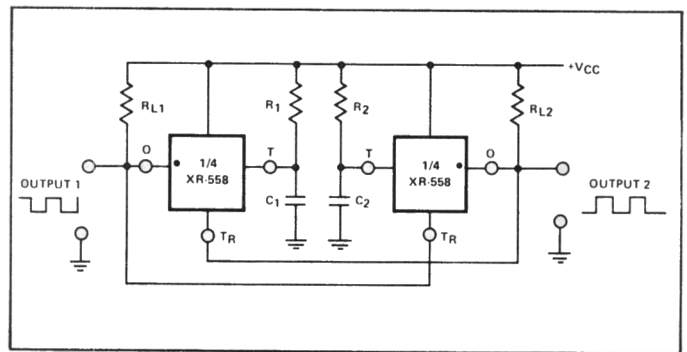 +VCC
RL1
R1
R2
RL2
O
1/4
XR-558
T
T
1/4
XR-558
O
OUTPUT 1
C1
C2
OUTPUT 2
TR
TR